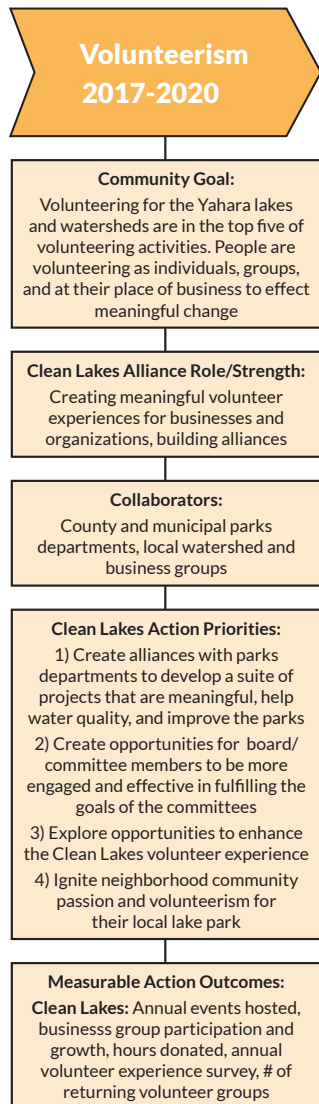 Volunteerism
2017-2020
Community Goal:
Volunteering for the Yahara lakes
and watersheds are in the top five of
volunteering activities. People are
volunteering as individuals, groups,
and at their place of business to effect
meaningful change
Clean Lakes Alliance Role/Strength:
Creating meaningful volunteer
experiences for businesses and
organizations, building alliances
Collaborators:
County and municipal parks
departments, local watershed and
business groups
Clean Lakes Action Priorities:
1) Create alliances with parks
departments to develop a suite of
projects that are meaningful, help
water quality, and improve the parks
2) Create opportunities for board/
committee members to be more
engaged and effective in fulfilling the
goals of the committees
3) Explore opportunities to enhance
the Clean Lakes volunteer experience
4) Ignite neighborhood community
passion and volunteerism for
their local lake park
Measurable Action Outcomes:
Clean Lakes: Annual events hosted,
businesss group participation and
growth, hours donated, annual
volunteer experience survey, # of
returning volunteer groups